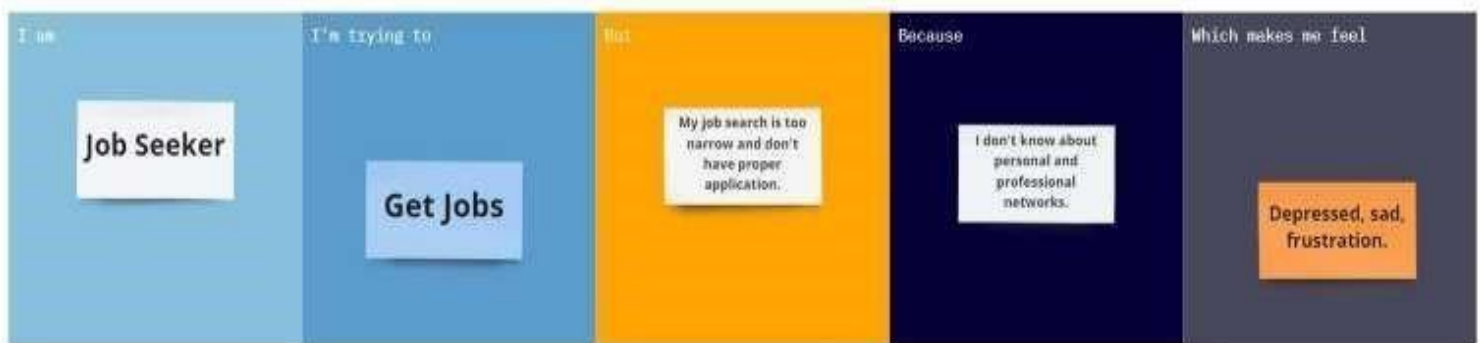 I am
Job Seeker
I'm trying to
Get Jobs
But
My job search is too
narrow and don't
have proper
application.
Because
I don't know about
personal and
professional
networks.
Which makes me feel
Depressed, sad,
frustration.